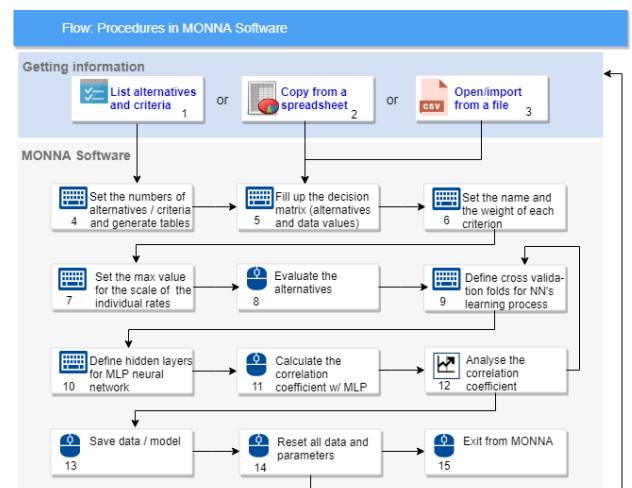 Flow: Procedures in MONNA Software
Getting information
List alternatives
and criteria
1
or
Copy from a
spreadsheet
2
or
CSV
Open/import
from a file
3
MONNA Software
Set the numbers of
alternatives / criteria
and generate tables
4
Fill up the decision
matrix (alternatives
and data values)
5
Set the name and
the weight of each
criterion
6
Set the max value
for the scale of the
individual rates
7
Evaluate the
alternatives
8
Define cross valida-
tion folds for NN's
learning process
9
Define hidden layers
for MLP neural
network
10
Calculate the
correlation
coefficient w/ MLP
11
Analyse the
correlation
coefficient
12
Save data / model
13
Reset all data and
parameters
14
Exit from MONNA
15